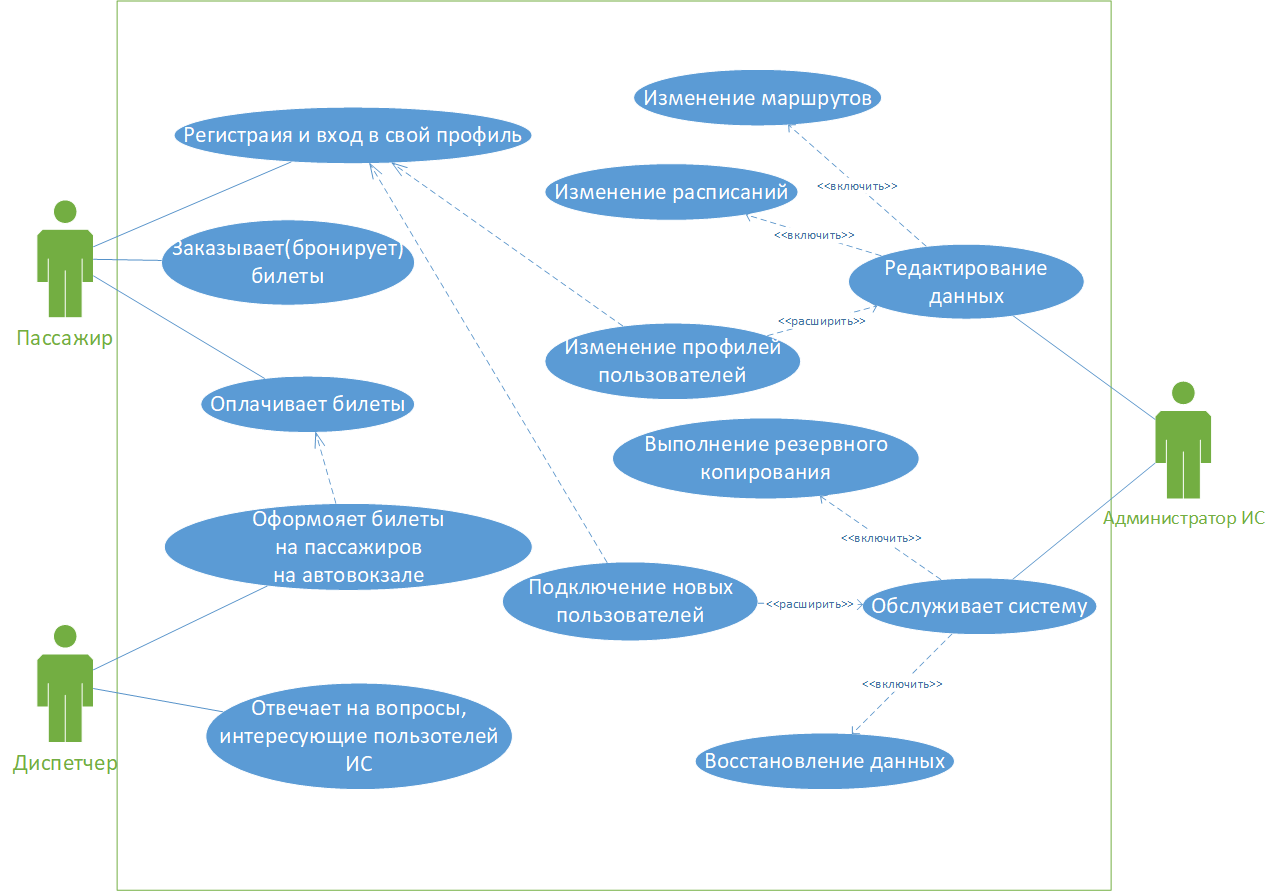 Изменение маршрутов
Регистраия и вход в свой профиль
<<включить>>
Изменение расписаний
<<включить>>
Заказывает(бронирует)
билеты
Редактирование
данных
<<расширить>>
Пассажир
Изменение профилей
пользователей
Оплачивает билеты
Выполнение резервного
копирования
Администратор ИС
Оформояет билеты
на пассажиров
на автовокзале
<<включить>>
Подключение новых
пользователей
<<расширить>>
Обслуживает систему
<<включить>>
Отвечает на вопросы,
интересующие пользотелей
ИС
Диспетчер
Восстановление данных